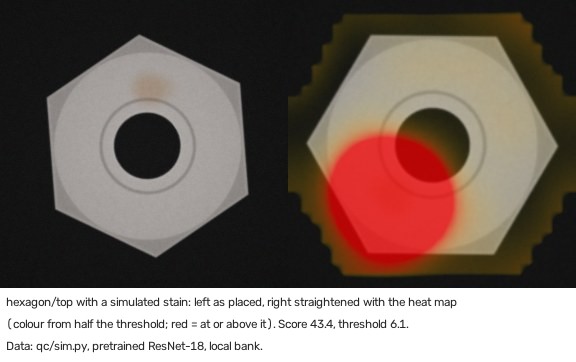 hexagon/top with a simulated stain: left as placed, right straightened with the heat map
(colour from half the threshold; red = at or above it). Score 43.4, threshold 6.1.
Data: qc/sim.py, pretrained ResNet-18, local bank.